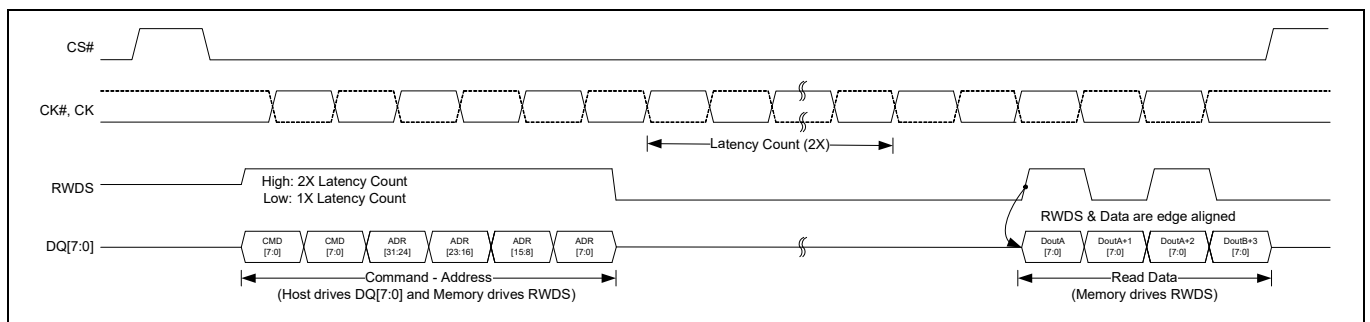 CS#
CK#, CK
Latency Count (2X)
RWDS
High: 2X Latency Count
Low: 1X Latency Count
RWDS & Data are edge aligned
DQ[7:0]
CMD
[7:0]
CMD
[7:0]
ADR
[31:24]
ADR
[23:16]
ADR
[15:8]
ADR
[7:0]
DoutA
[7:0]
DoutA+1
[7:0]
DoutA+2
[7:0]
DoutB+3
[7:0]
Command - Address
(Host drives DQ[7:0] and Memory drives RWDS)
Read Data
(Memory drives RWDS)